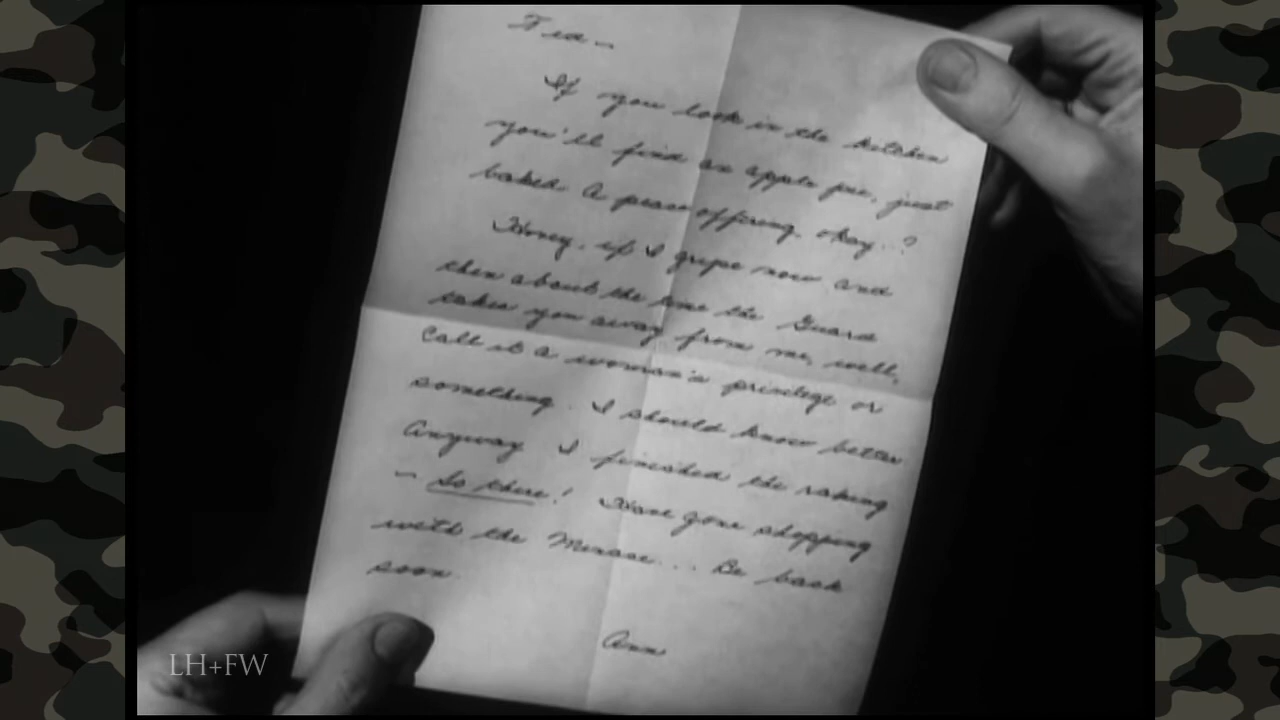 Fred –
If you look in the kitchen
you'll find an apple pie, just
baked. A peace offering, okay..?
Honey, if I gripe now and
then about the time the Guard
takes you away from me, well,
Call it a woman's privilege or
something. I should know better
Anyway I finished the raking
– So there! Have gone shopping
with the Menace... Be back
soon.
Ann
LH+FW